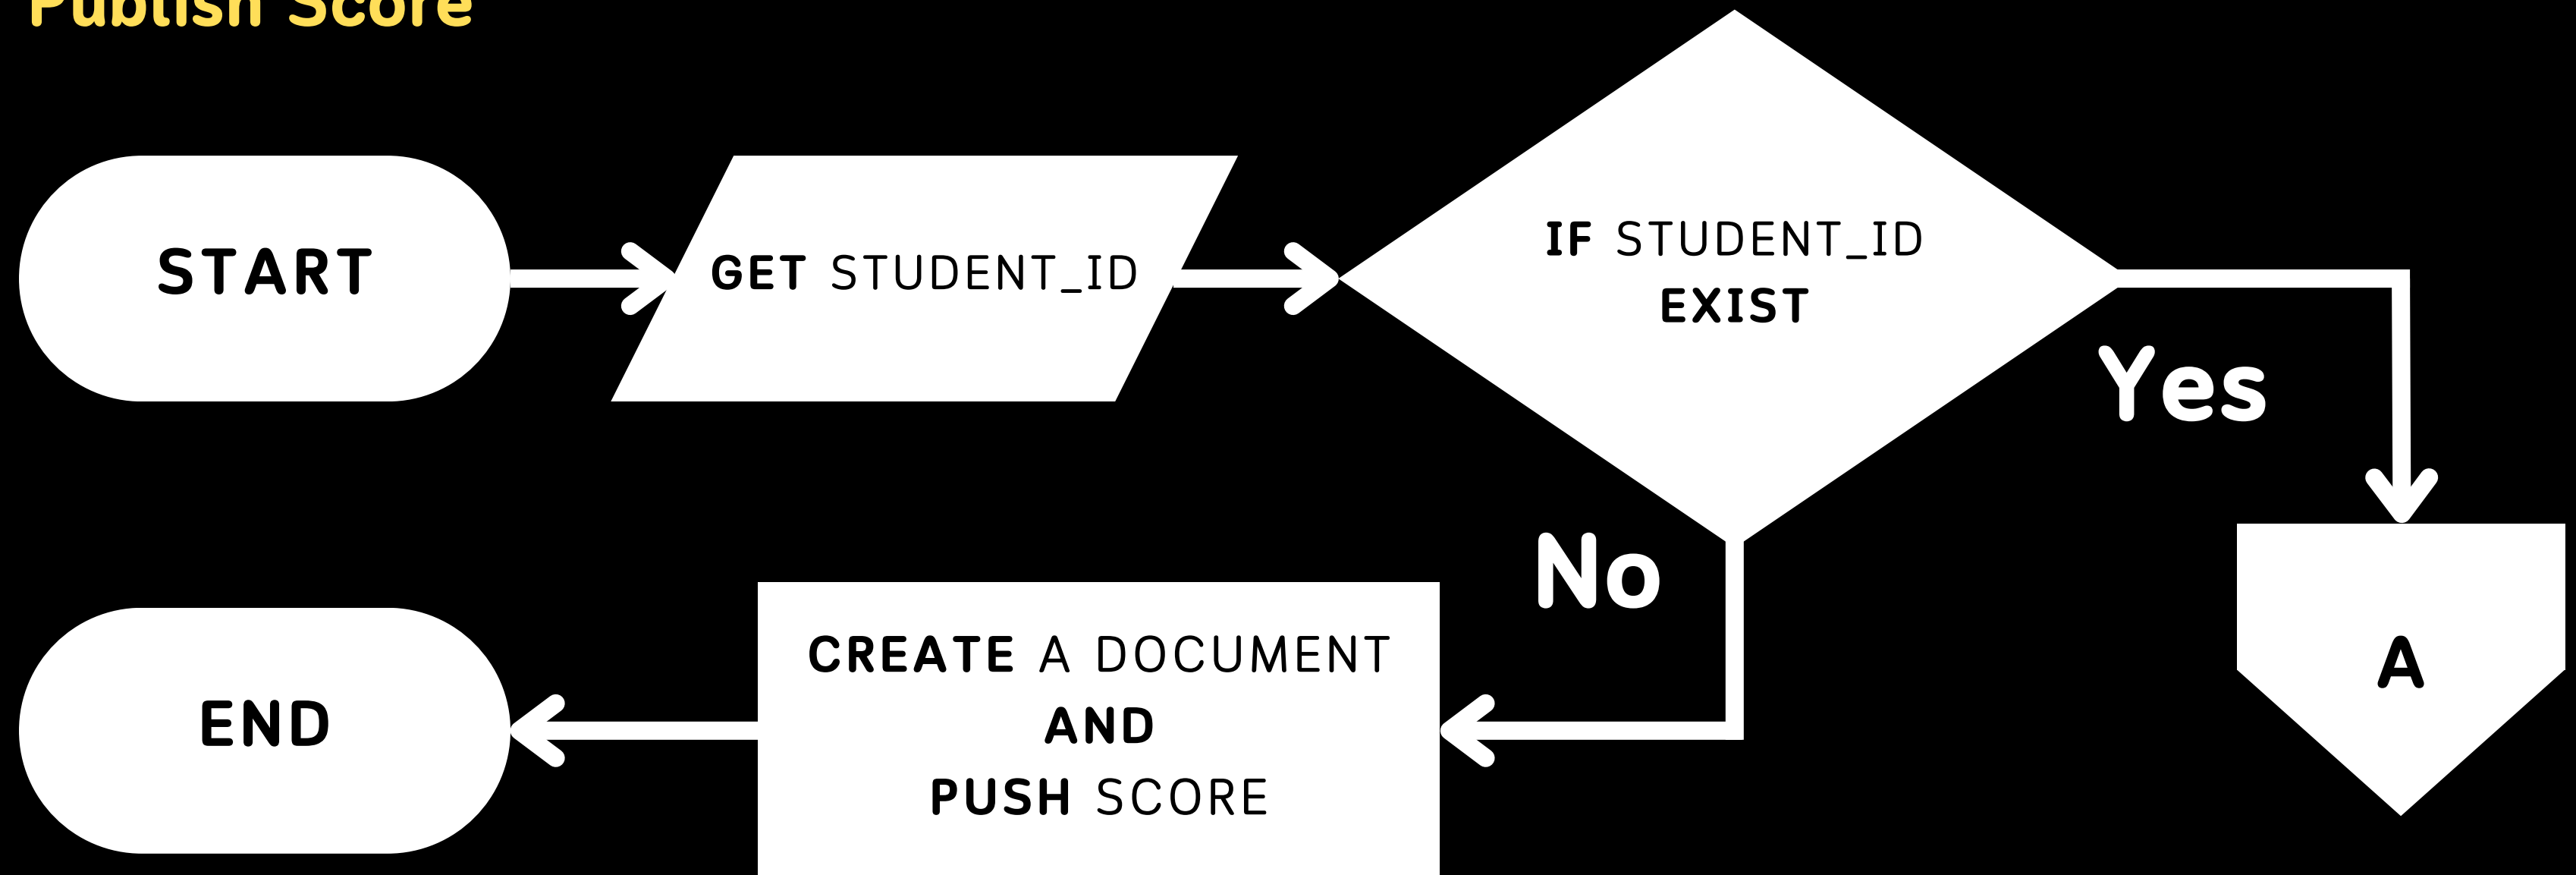 Publish Score
START
GET STUDENT_ID
IF STUDENT_ID
EXIST
Yes
No
A
CREATE A DOCUMENT
AND
PUSH SCORE
END